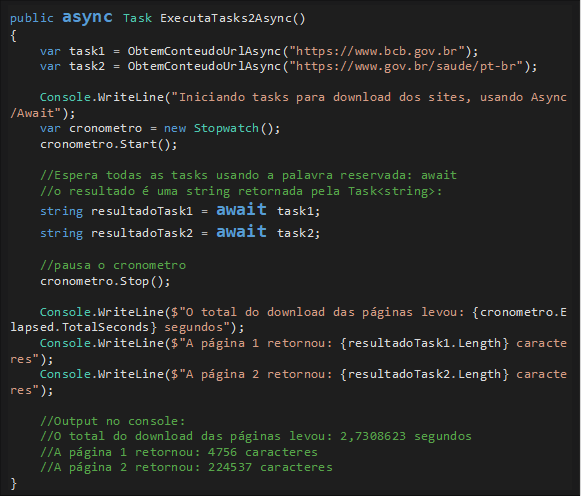 public async Task ExecutaTasks2Async()
{
    var task1 = ObtemConteudoUrlAsync("https://www.bcb.gov.br");
    var task2 = ObtemConteudoUrlAsync("https://www.gov.br/saude/pt-br");

    Console.WriteLine("Iniciando tasks para download dos sites, usando Async
/Await");
    var cronometro = new Stopwatch();
    cronometro.Start();

    //Espera todas as tasks usando a palavra reservada: await
    //o resultado é uma string retornada pela Task<string>:
    string resultadoTask1 = await task1;
    string resultadoTask2 = await task2;

    //pausa o cronometro
    cronometro.Stop();

    Console.WriteLine($"O total do download das páginas levou: {cronometro.E
lapsed.TotalSeconds} segundos");
    Console.WriteLine($"A página 1 retornou: {resultadoTask1.Length} caracte
res");
    Console.WriteLine($"A página 2 retornou: {resultadoTask2.Length} caracte
res");

    //Output no console:
    //O total do download das páginas levou: 2,7308623 segundos
    //A página 1 retornou: 4756 caracteres
    //A página 2 retornou: 224537 caracteres
}